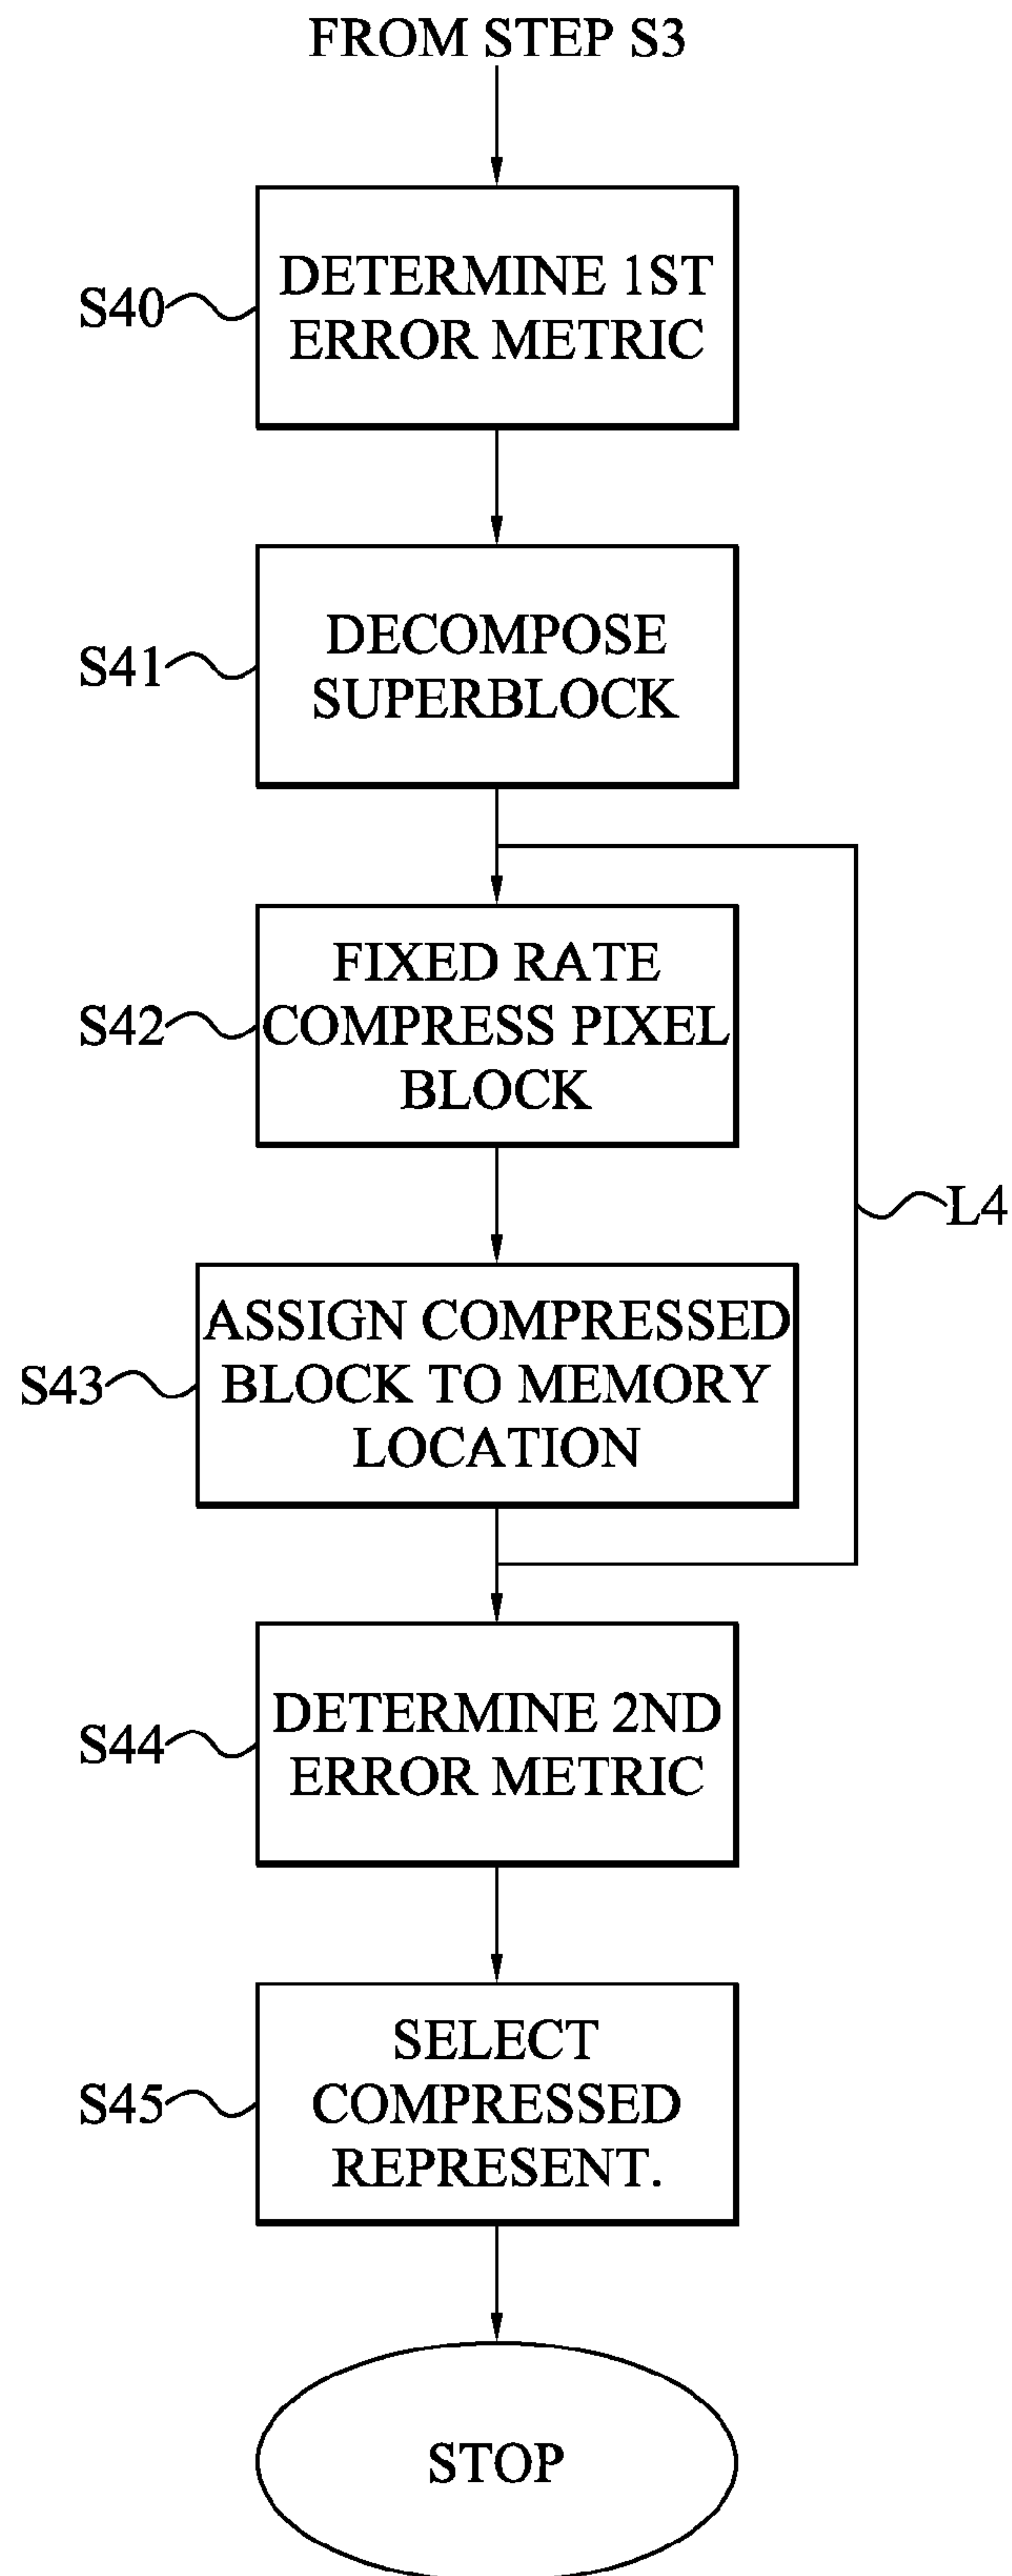 FROM STEP S3
DETERMINE 1ST
ERROR METRIC
S40
DECOMPOSE
SUPERBLOCK
S41
FIXED RATE
COMPRESS PIXEL
BLOCK
S42
L4
ASSIGN COMPRESSED
BLOCK TO MEMORY
LOCATION
S43
DETERMINE 2ND
ERROR METRIC
S44
SELECT
COMPRESSED
REPRESENT.
S45
STOP